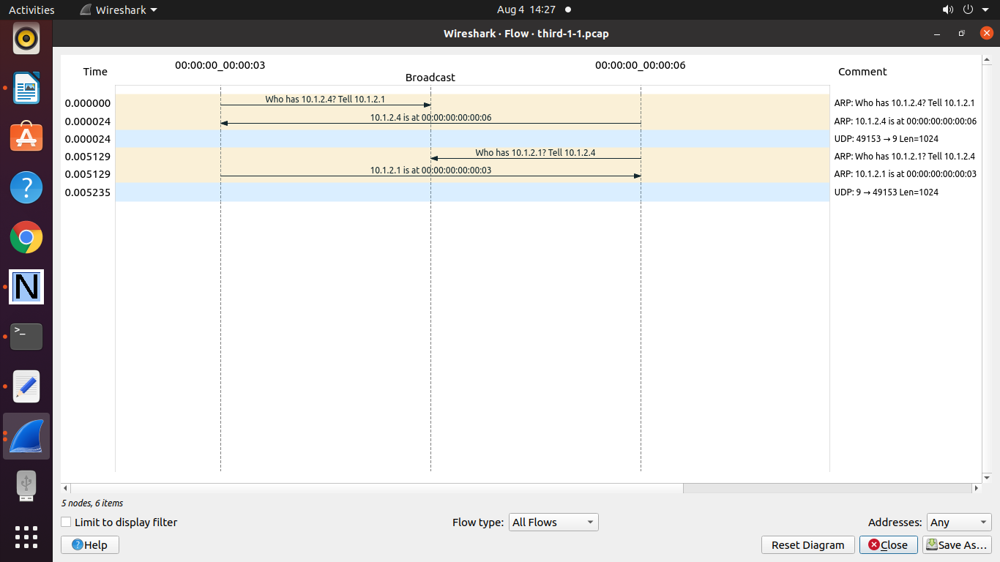 Activities Wireshark Aug 4 14:27
Wireshark · Flow · third-1-1.pcap
Time 00:00:00_00:00:03 Broadcast 00:00:00_00:00:06 Comment
0.000000 Who has 10.1.2.4? Tell 10.1.2.1 ARP: Who has 10.1.2.4? Tell 10.1.2.1
0.000024 10.1.2.4 is at 00:00:00:00:00:06 ARP: 10.1.2.4 is at 00:00:00:00:00:06
0.000024 UDP: 49153 → 9 Len=1024
0.005129 Who has 10.1.2.1? Tell 10.1.2.4 ARP: Who has 10.1.2.1? Tell 10.1.2.4
0.005129 10.1.2.1 is at 00:00:00:00:00:03 ARP: 10.1.2.1 is at 00:00:00:00:00:03
0.005235 UDP: 9 → 49153 Len=1024
5 nodes, 6 items
Limit to display filter Flow type: All Flows Addresses: Any
Help Reset Diagram Close Save As…
N
>_